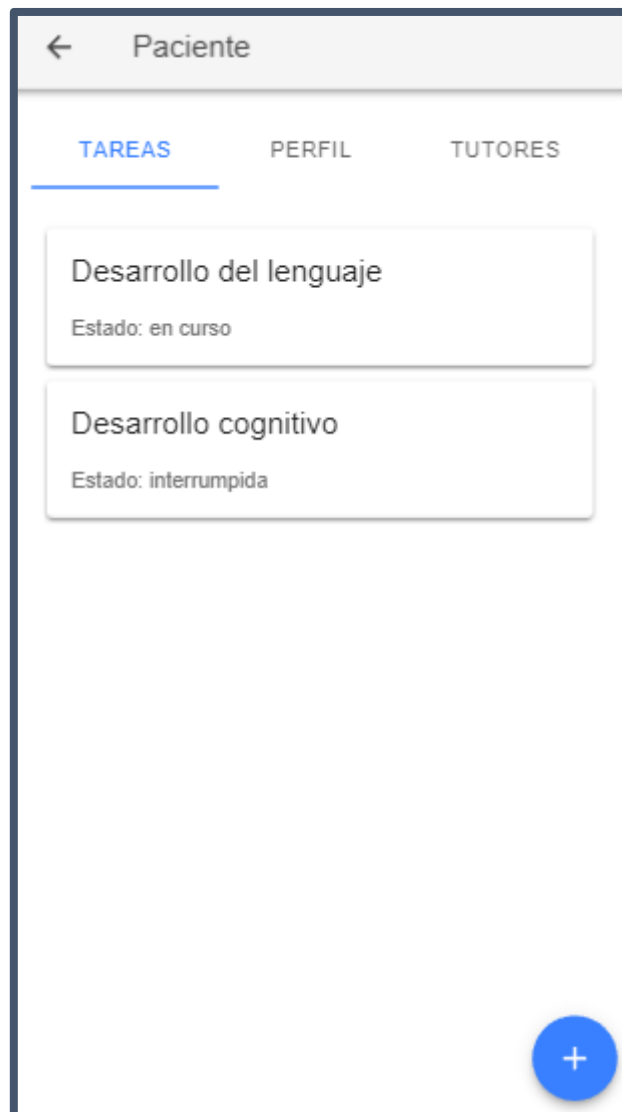 Paciente
TAREAS PERFIL TUTORES
Desarrollo del lenguaje
Estado: en curso
Desarrollo cognitivo
Estado: interrumpida